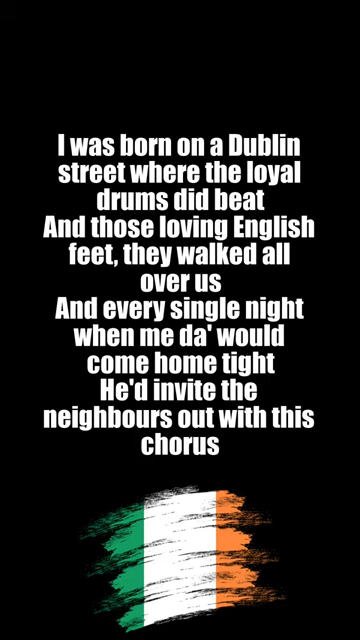 I was born on a Dublin
street where the loyal
drums did beat
And those loving English
feet, they walked all
over us
And every single night
when me da' would
come home tight
He'd invite the
neighbours out with this
chorus